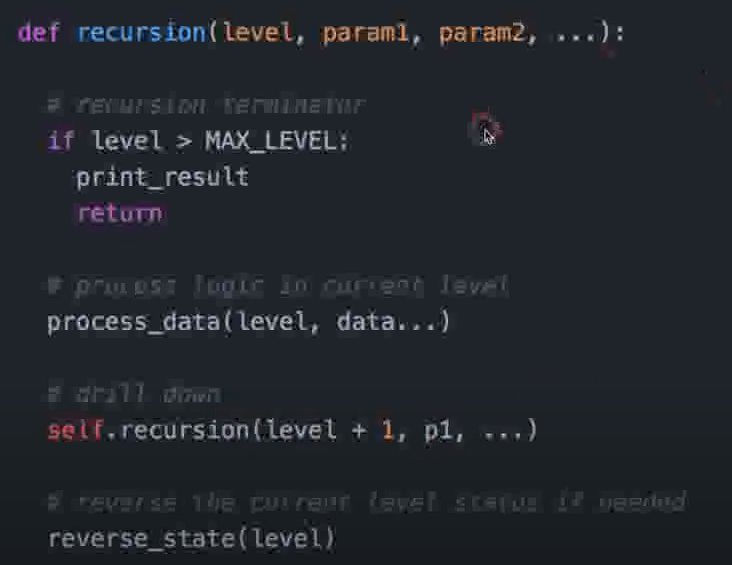 def recursion(level, param1, param2, ...):
# recursion terminator
if level > MAX_LEVEL:
print_result
return
# process logic in current level
process_data(level, data...)
# drill down
self.recursion(level + 1, p1, ...)
# reverse the current level status if needed
reverse_state(level)